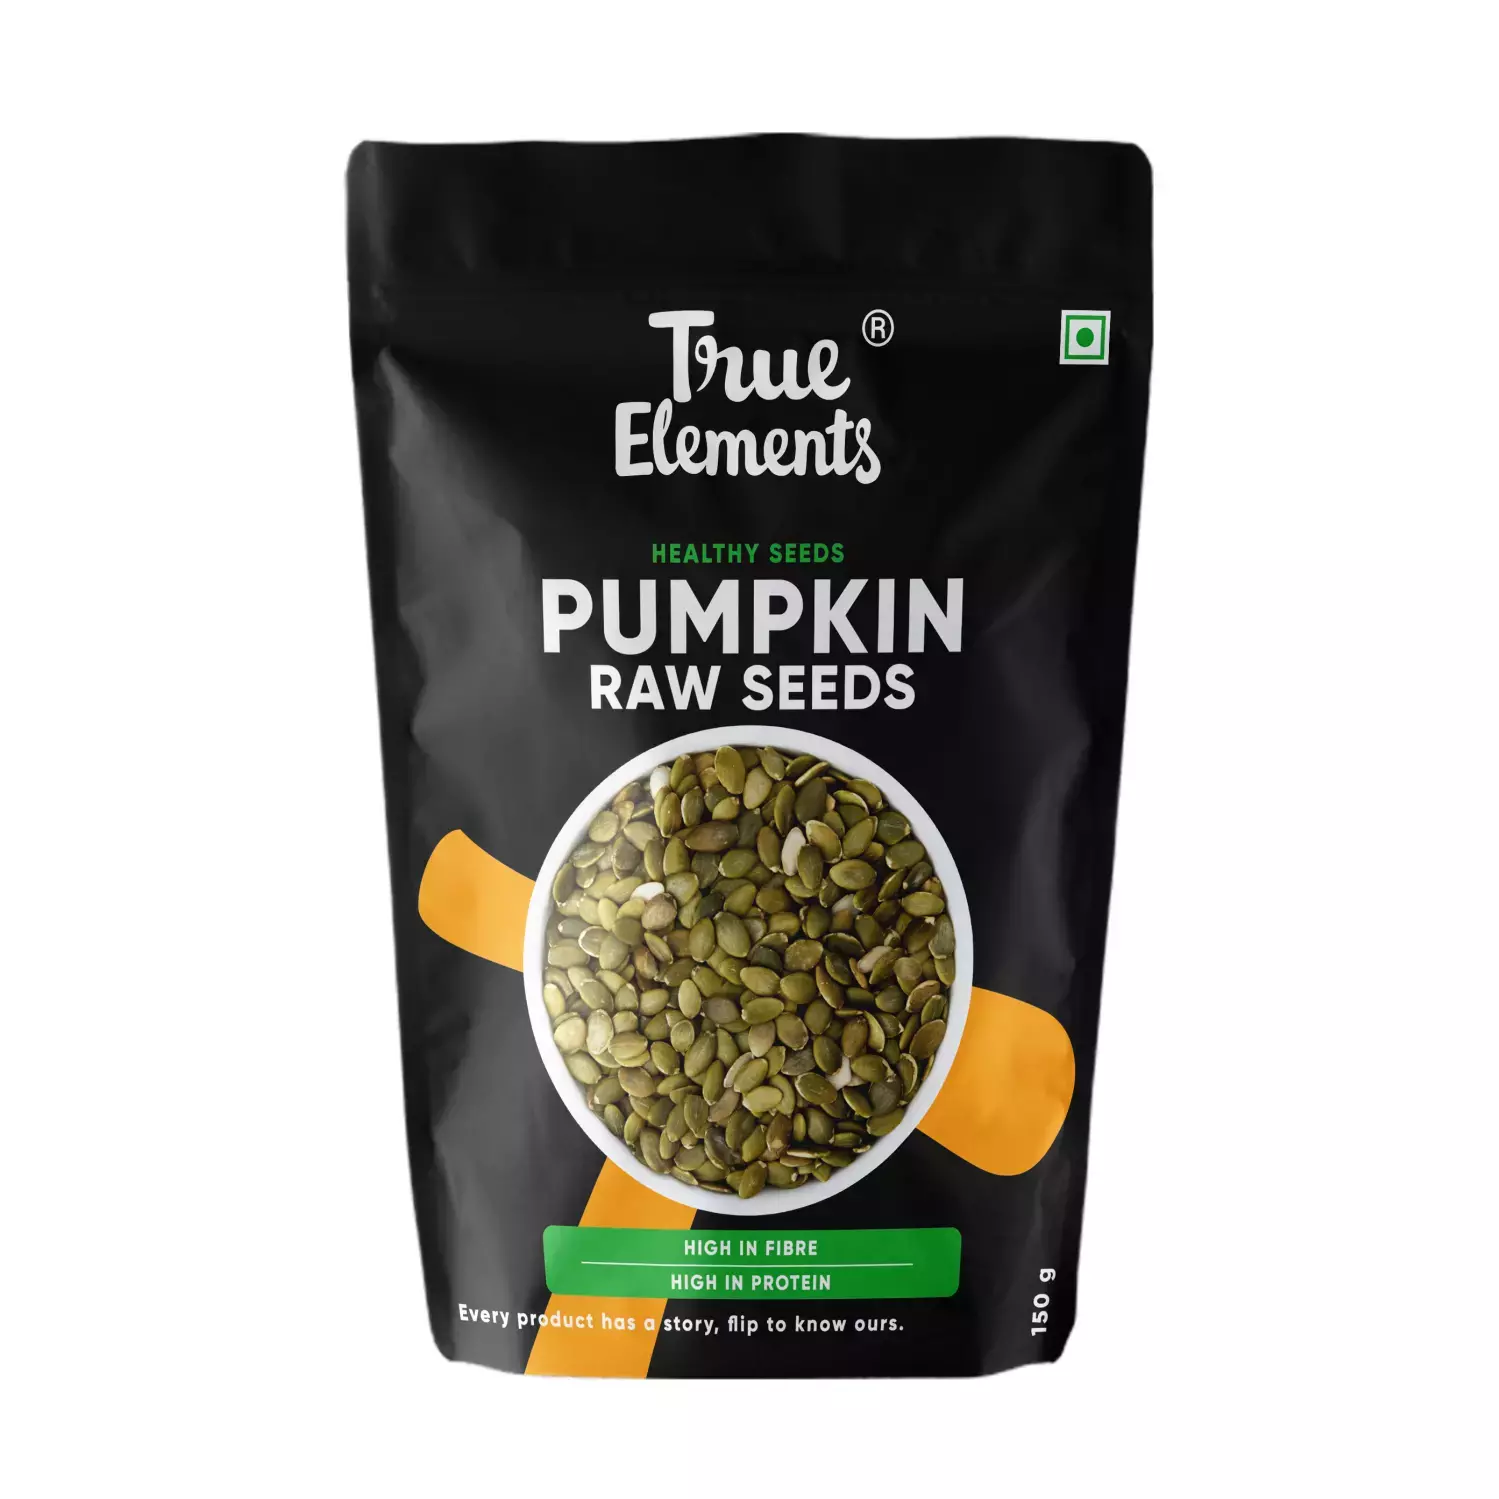 True ®
Elements
HEALTHY SEEDS
PUMPKIN
RAW SEEDS
HIGH IN FIBRE
HIGH IN PROTEIN
Every product has a story, flip to know ours.
150 g